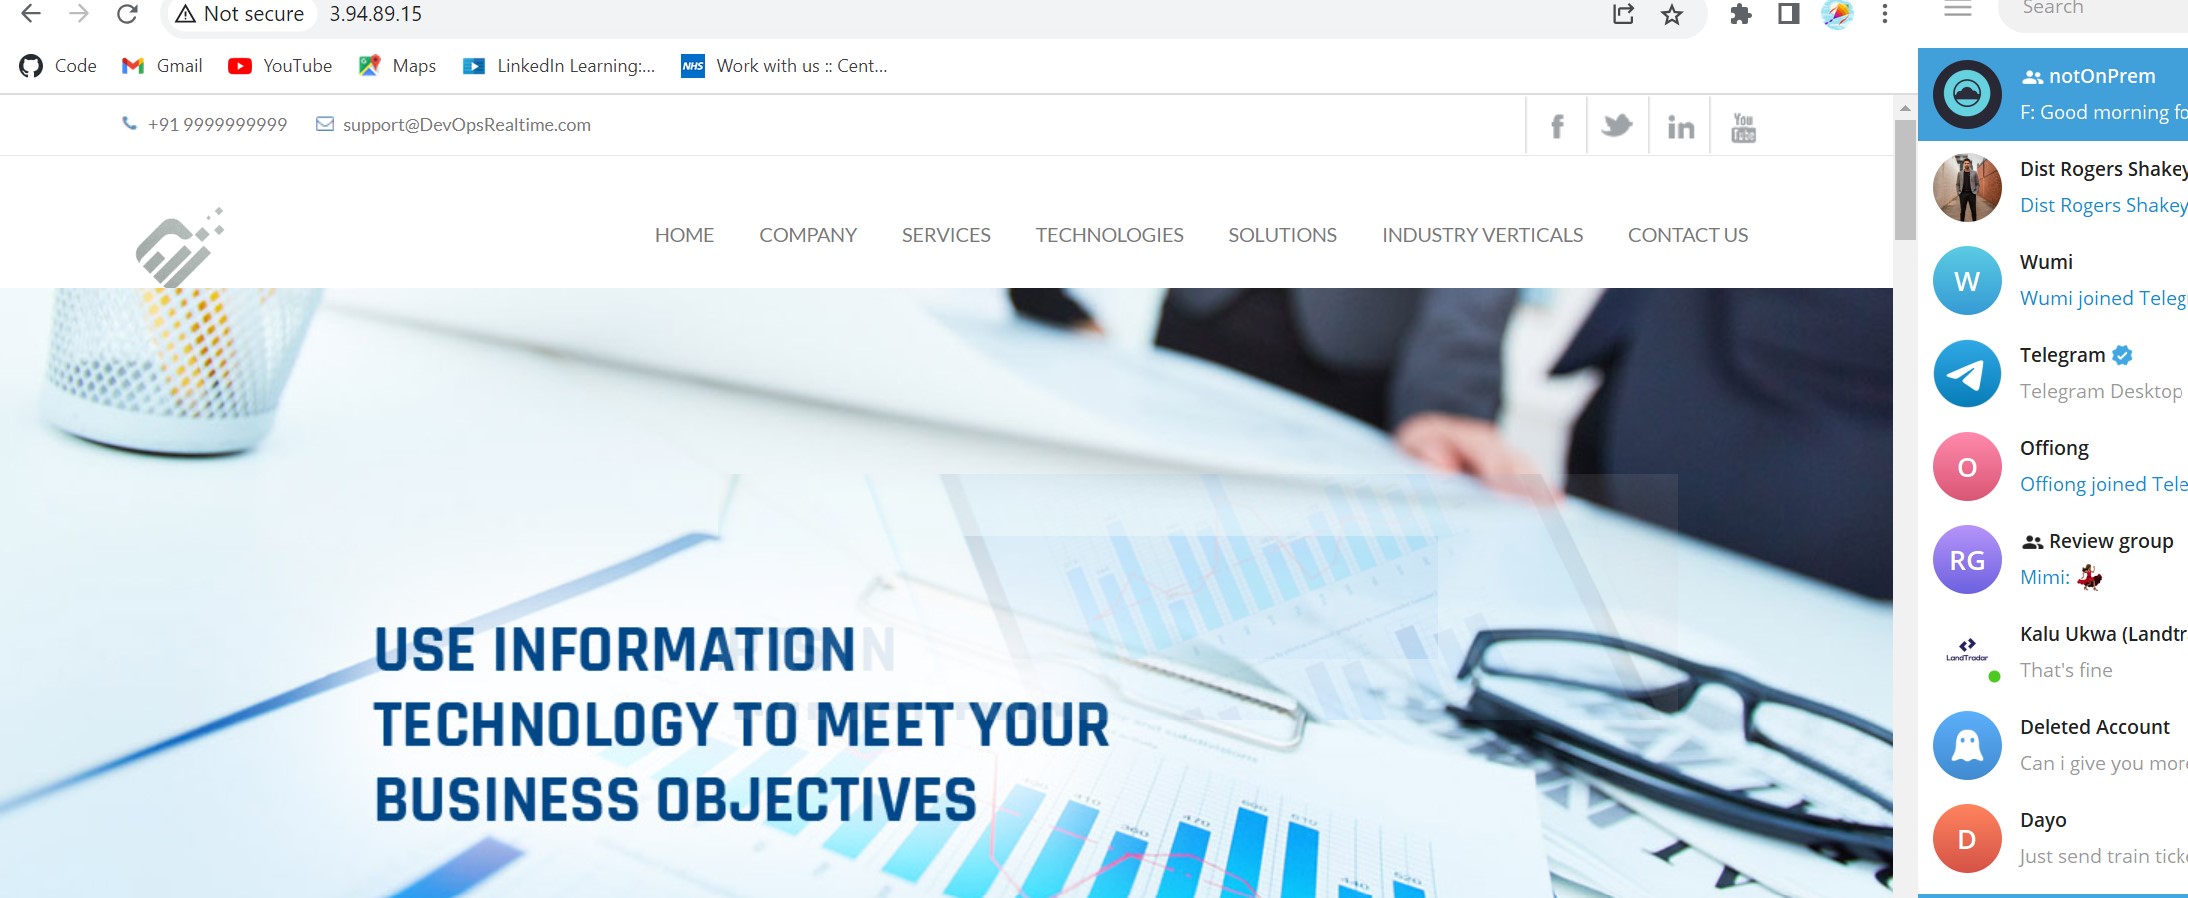 Not secure 3.94.89.15
Code Gmail YouTube Maps LinkedIn Learning:... NHS Work with us :: Cent...
+91 9999999999 support@DevOpsRealtime.com
You Tube
HOME COMPANY SERVICES TECHNOLOGIES SOLUTIONS INDUSTRY VERTICALS CONTACT US
USE INFORMATION
TECHNOLOGY TO MEET YOUR
BUSINESS OBJECTIVES
Search
notOnPrem
F: Good morning fo
Dist Rogers Shakey
Dist Rogers Shakey
W
Wumi
Wumi joined Teleg
Telegram
Telegram Desktop
O
Offiong
Offiong joined Tele
RG
Review group
Mimi: 💃
LandTradar
Kalu Ukwa (Landtr
That's fine
Deleted Account
Can i give you mor
D
Dayo
Just send train tick